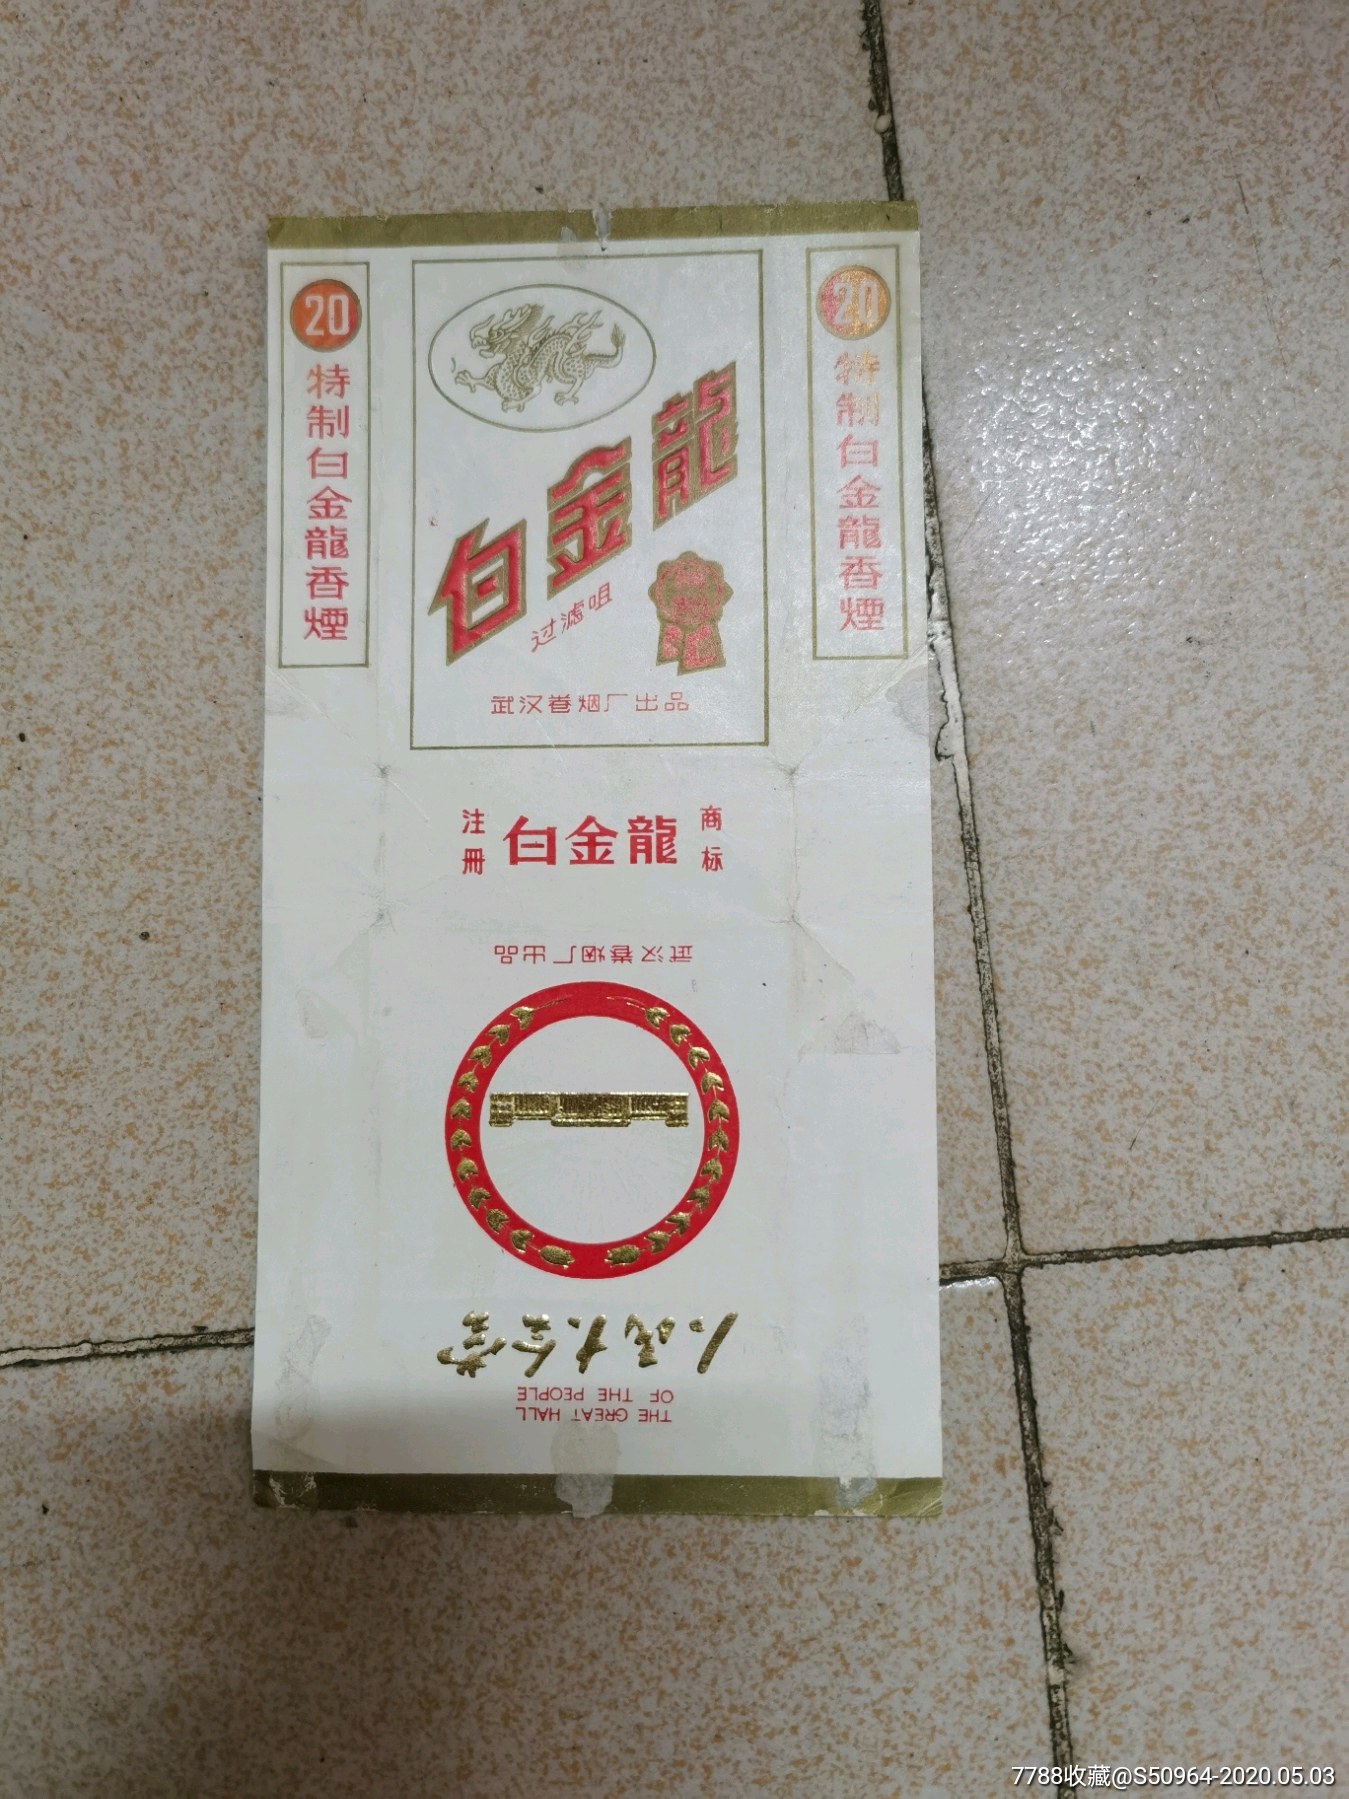 20
特制白金龍香煙
白金龍
过滤咀
武汉卷烟厂出品
20
特制白金龍香煙
注册
白金龍
商标
武汉卷烟厂出品
人民大会堂
THE GREAT HALL
OF THE PEOPLE
7788收藏@S50964-2020.05.03